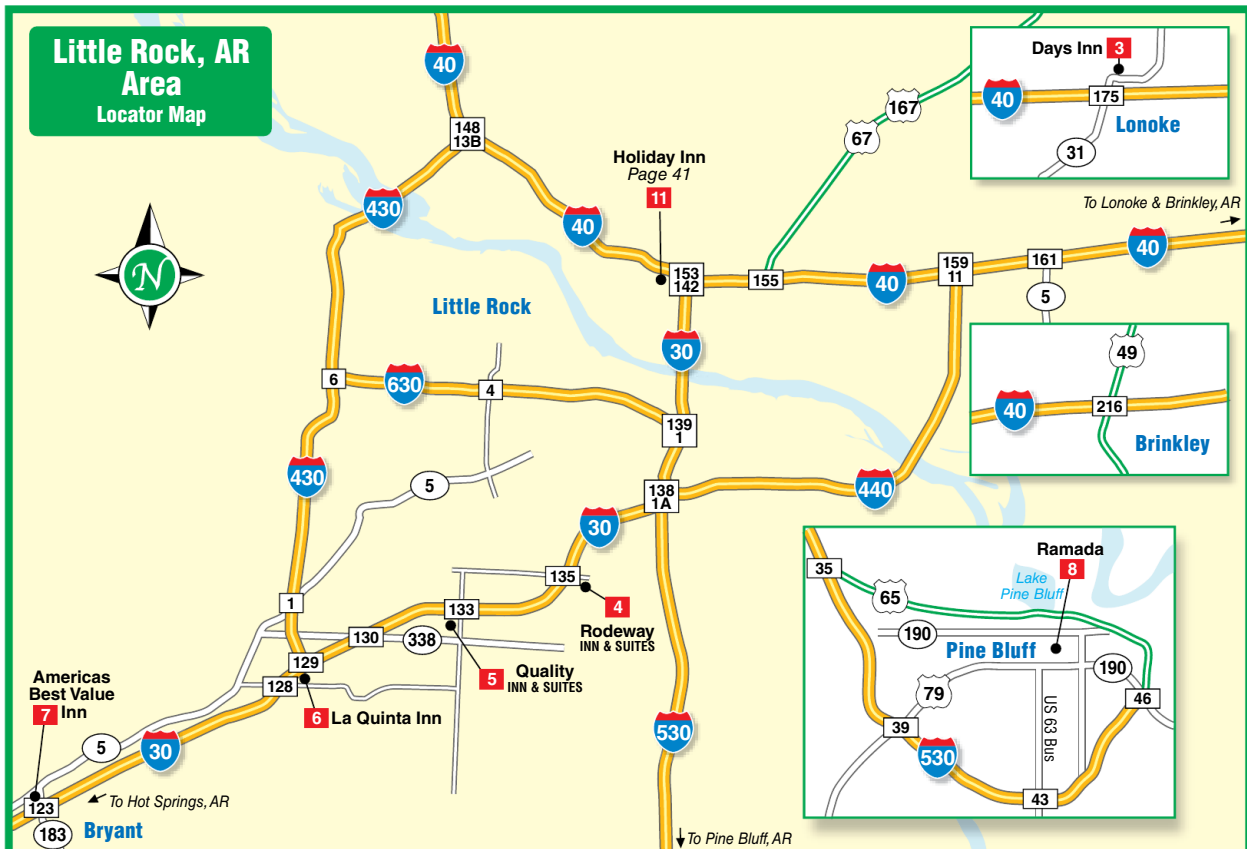 Little Rock, AR
Area
Locator Map
40
148
13B
430
40
Holiday Inn
Page 41
11
167
67
Days Inn 3
40
175
Lonoke
31
To Lonoke & Brinkley, AR
N
Little Rock
153
142
155
40
159
11
161
40
5
30
49
40
216
Brinkley
6
630
4
139
1
430
5
138
1A
440
30
1
135
4
Rodeway
INN & SUITES
133
130
338
5
Quality
INN & SUITES
129
128
6 La Quinta Inn
Americas
Best Value
Inn
7
5
30
123
To Hot Springs, AR
183
Bryant
530
To Pine Bluff, AR
35
65
Lake
Pine Bluff
Ramada
8
190
Pine Bluff
190
79
US 63 Bus
46
39
530
43